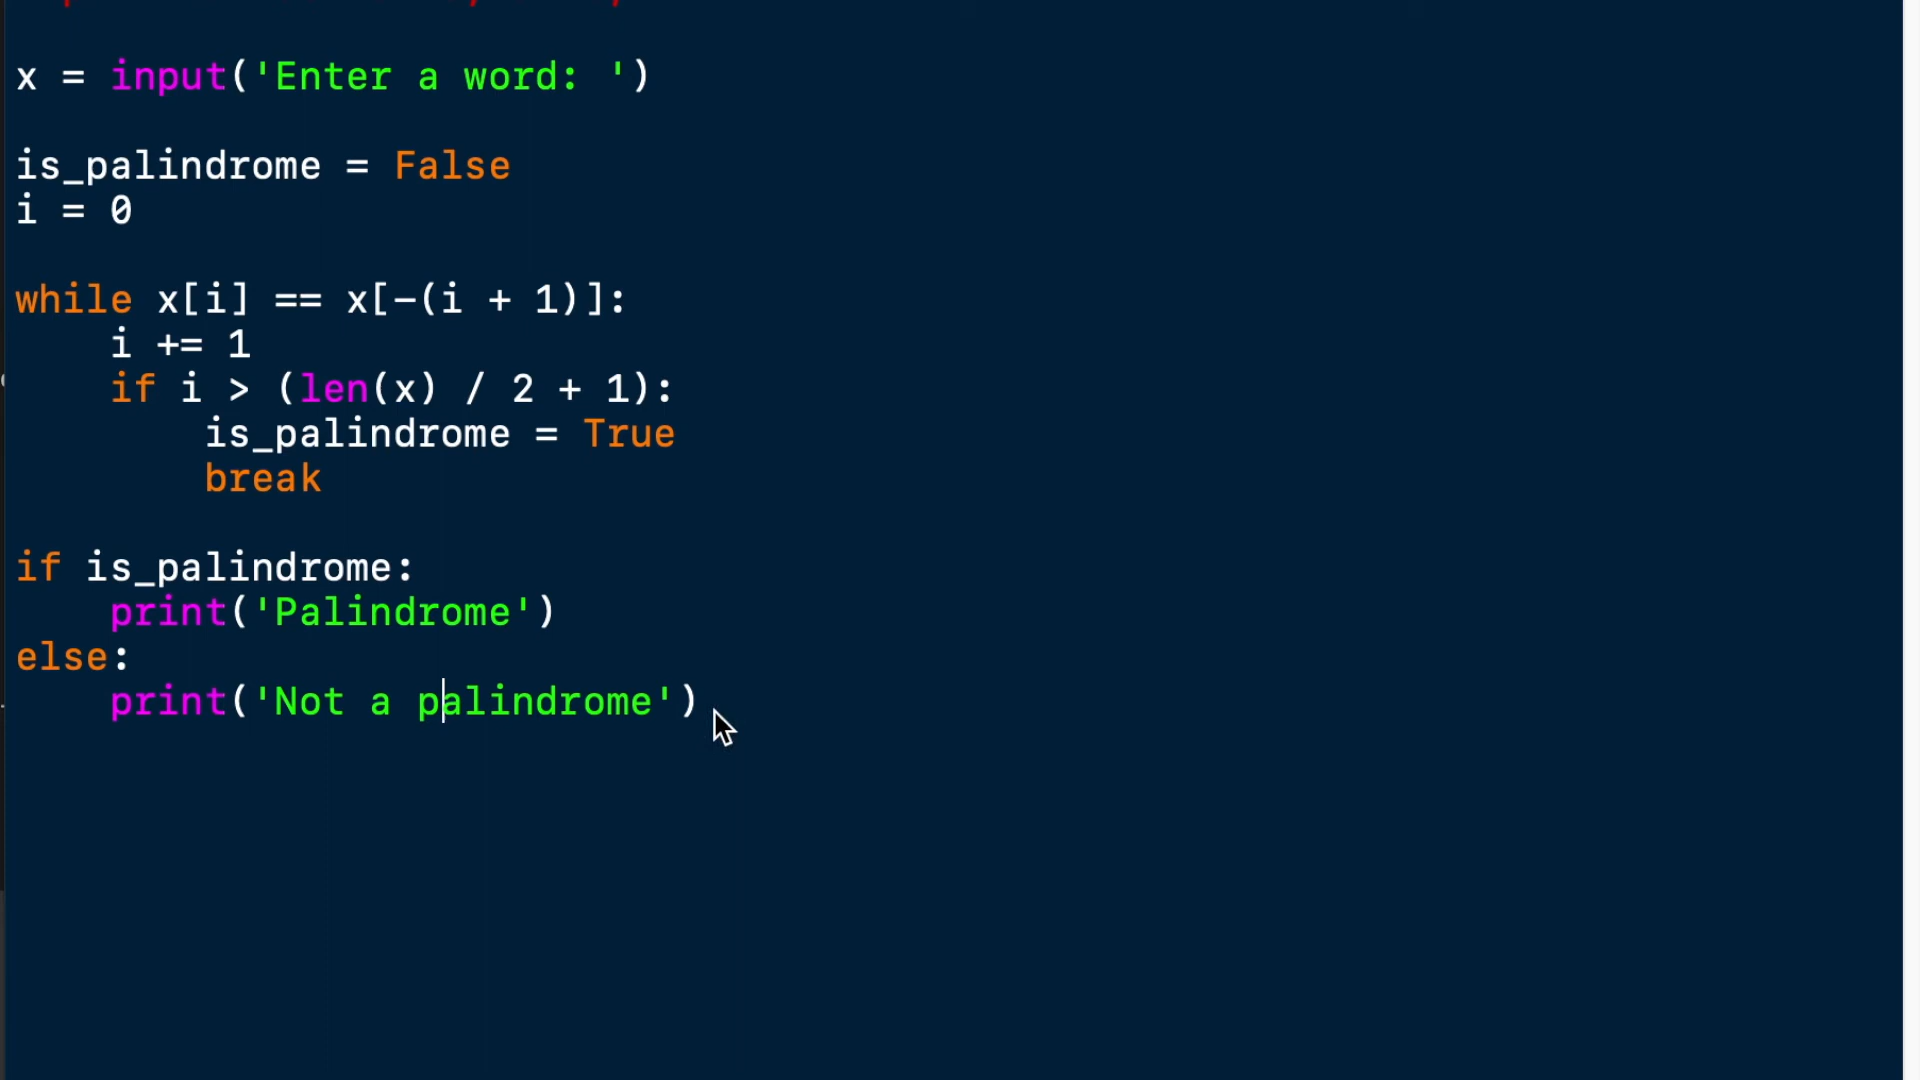 x = input('Enter a word: ')
is_palindrome = False
i = 0
while x[i] == x[-(i + 1)]:
    i += 1
    if i > (len(x) / 2 + 1):
        is_palindrome = True
        break
if is_palindrome:
    print('Palindrome')
else:
    print('Not a palindrome')